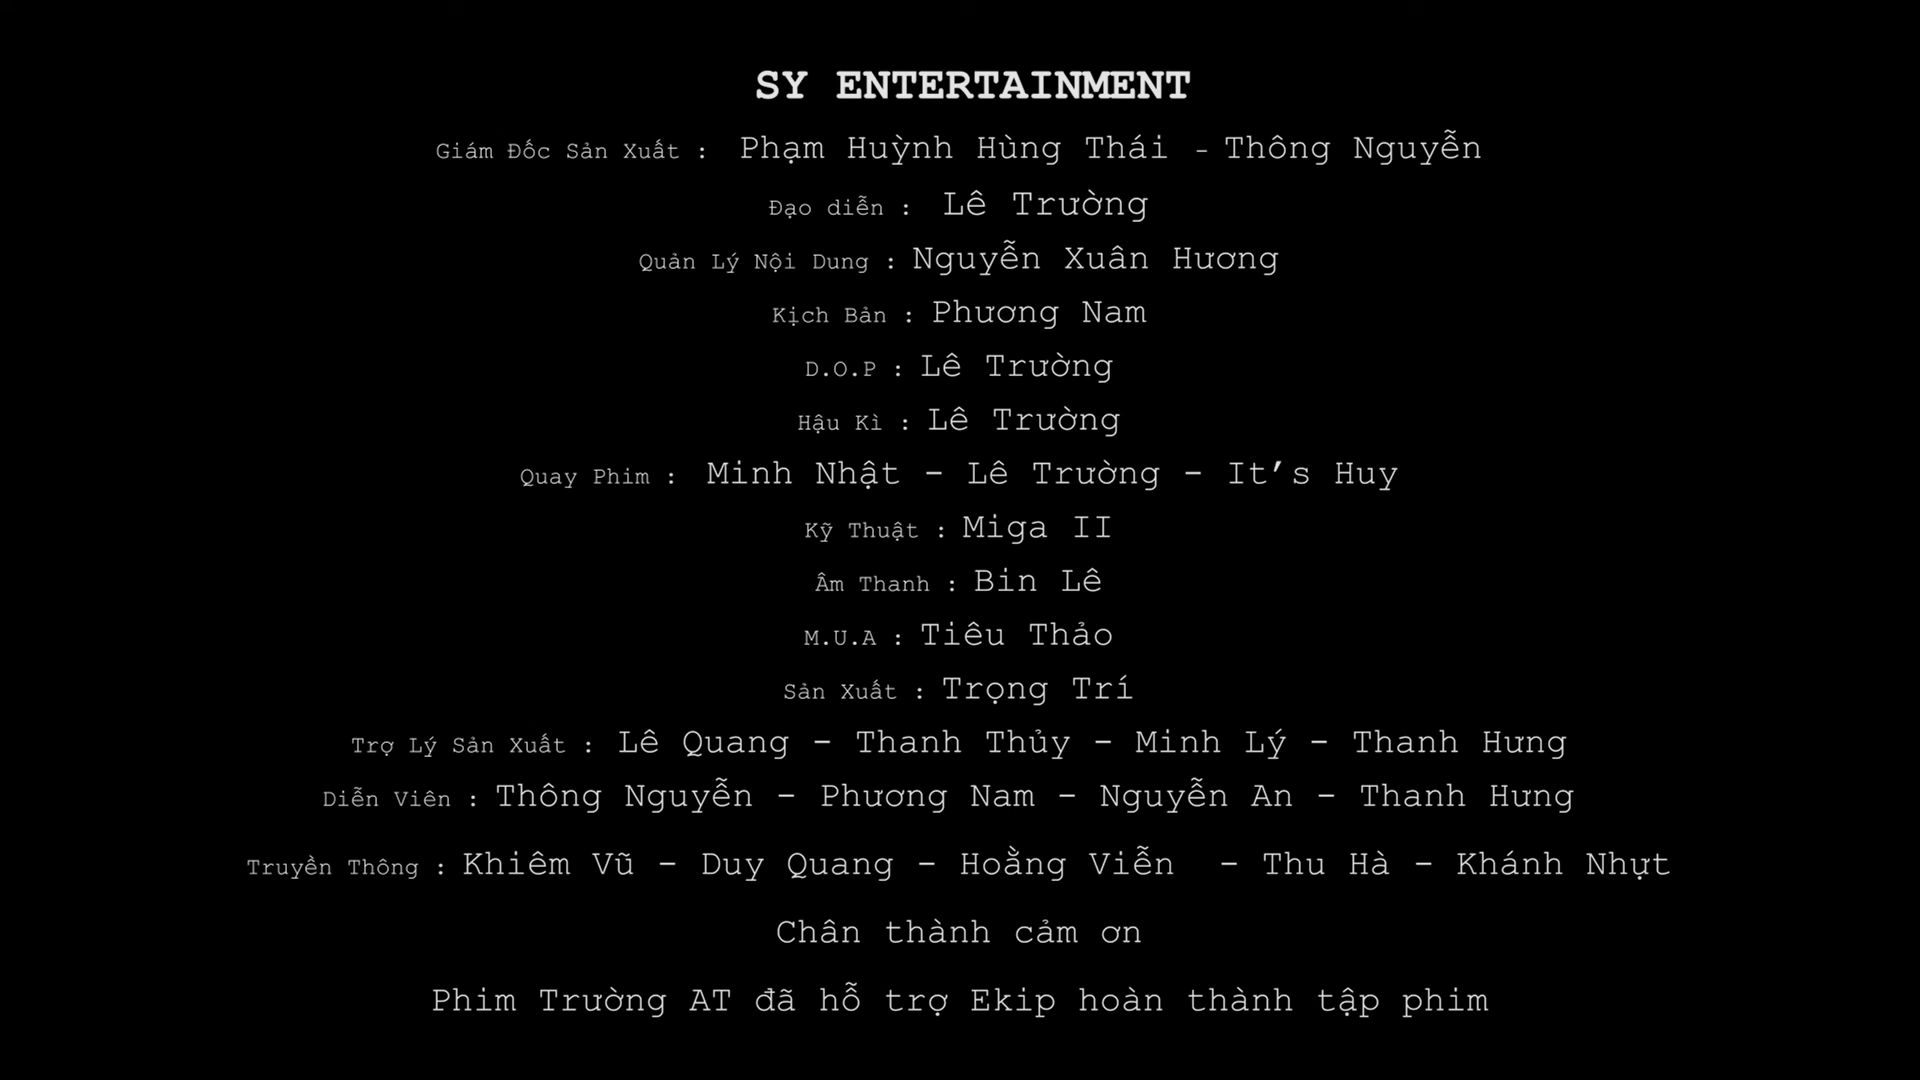 SY ENTERTAINMENT
Giám Đốc Sản Xuất : Phạm Huỳnh Hùng Thái - Thông Nguyễn
Đạo diễn : Lê Trường
Quản Lý Nội Dung : Nguyễn Xuân Hương
Kịch Bản : Phương Nam
D.O.P : Lê Trường
Hậu Kì : Lê Trường
Quay Phim : Minh Nhật - Lê Trường - It’s Huy
Kỹ Thuật : Miga II
Âm Thanh : Bin Lê
M.U.A : Tiêu Thảo
Sản Xuất : Trọng Trí
Trợ Lý Sản Xuất : Lê Quang - Thanh Thủy - Minh Lý - Thanh Hưng
Diễn Viên : Thông Nguyễn - Phương Nam - Nguyễn An - Thanh Hưng
Truyền Thông : Khiêm Vũ - Duy Quang - Hoằng Viễn - Thu Hà - Khánh Nhựt
Chân thành cảm ơn
Phim Trường AT đã hỗ trợ Ekip hoàn thành tập phim